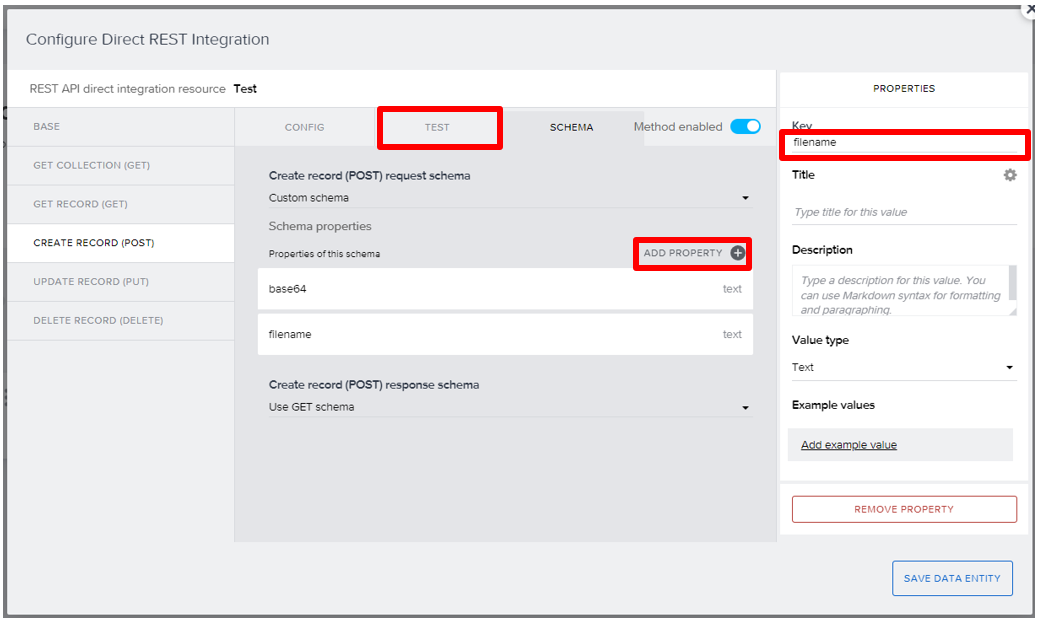 Configure Direct REST Integration
REST API direct integration resource Test
BASE
GET COLLECTION (GET)
GET RECORD (GET)
CREATE RECORD (POST)
UPDATE RECORD (PUT)
DELETE RECORD (DELETE)
CONFIG
TEST
SCHEMA
Method enabled
Create record (POST) request schema
Custom schema
Schema properties
Properties of this schema
ADD PROPERTY
base64 text
filename text
Create record (POST) response schema
Use GET schema
PROPERTIES
Key
filename
Title
Type title for this value
Description
Type a description for this value. You
can use Markdown syntax for formatting
and paragraphing.
Value type
Text
Example values
Add example value
REMOVE PROPERTY
SAVE DATA ENTITY